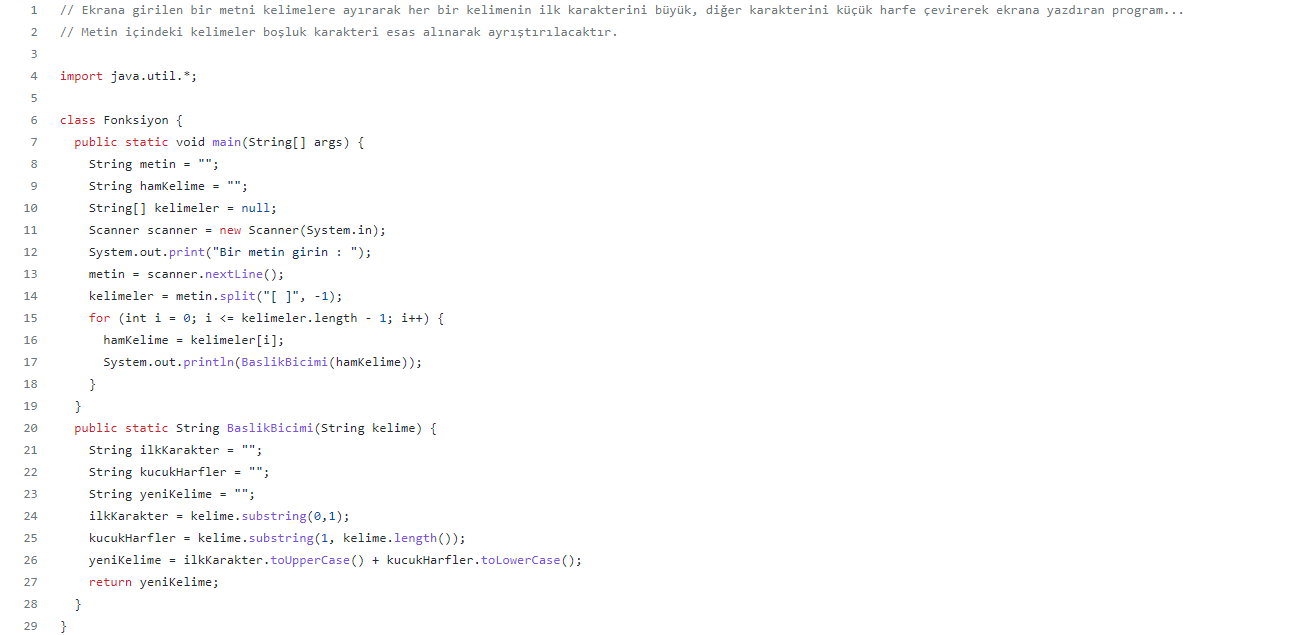 1 // Ekrana girilen bir metni kelimelere ayırarak her bir kelimenin ilk karakterini büyük, diğer karakterini küçük harfe çevirerek ekrana yazdıran program...
2 // Metin içindeki kelimeler boşluk karakteri esas alınarak ayrıştırılacaktır.
3
4 import java.util.*;
5
6 class Fonksiyon {
7   public static void main(String[] args) {
8     String metin = "";
9     String hamKelime = "";
10     String[] kelimeler = null;
11     Scanner scanner = new Scanner(System.in);
12     System.out.print("Bir metin girin : ");
13     metin = scanner.nextLine();
14     kelimeler = metin.split("[ ]", -1);
15     for (int i = 0; i <= kelimeler.length - 1; i++) {
16       hamKelime = kelimeler[i];
17       System.out.println(BaslikBicimi(hamKelime));
18     }
19   }
20   public static String BaslikBicimi(String kelime) {
21     String ilkKarakter = "";
22     String kucukHarfler = "";
23     String yeniKelime = "";
24     ilkKarakter = kelime.substring(0,1);
25     kucukHarfler = kelime.substring(1, kelime.length());
26     yeniKelime = ilkKarakter.toUpperCase() + kucukHarfler.toLowerCase();
27     return yeniKelime;
28   }
29 }